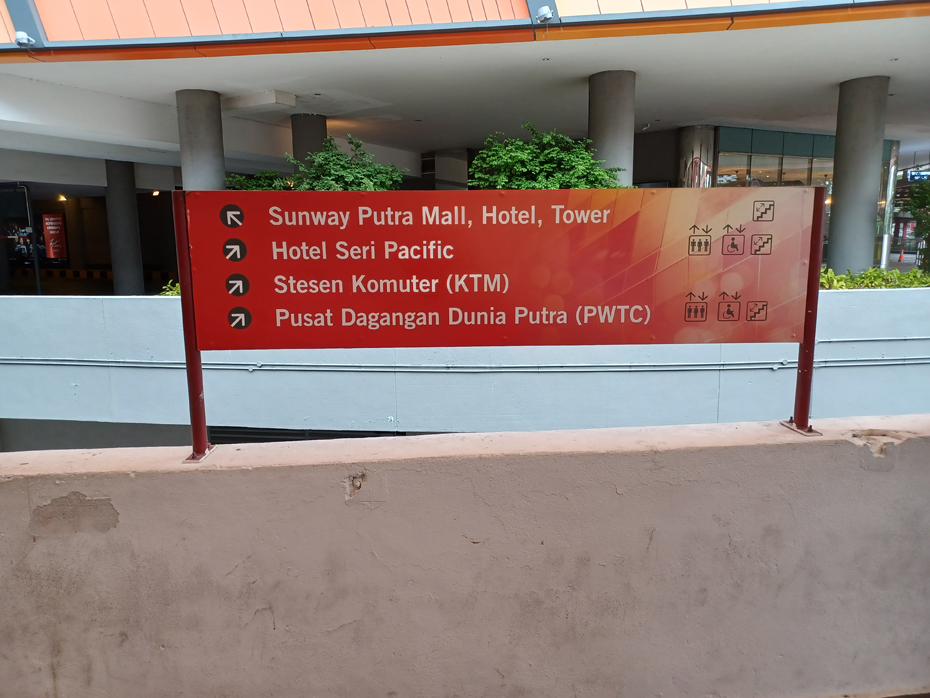 Sunway Putra Mall, Hotel, Tower
Hotel Seri Pacific
Stesen Komuter (KTM)
Pusat Dagangan Dunia Putra (PWTC)